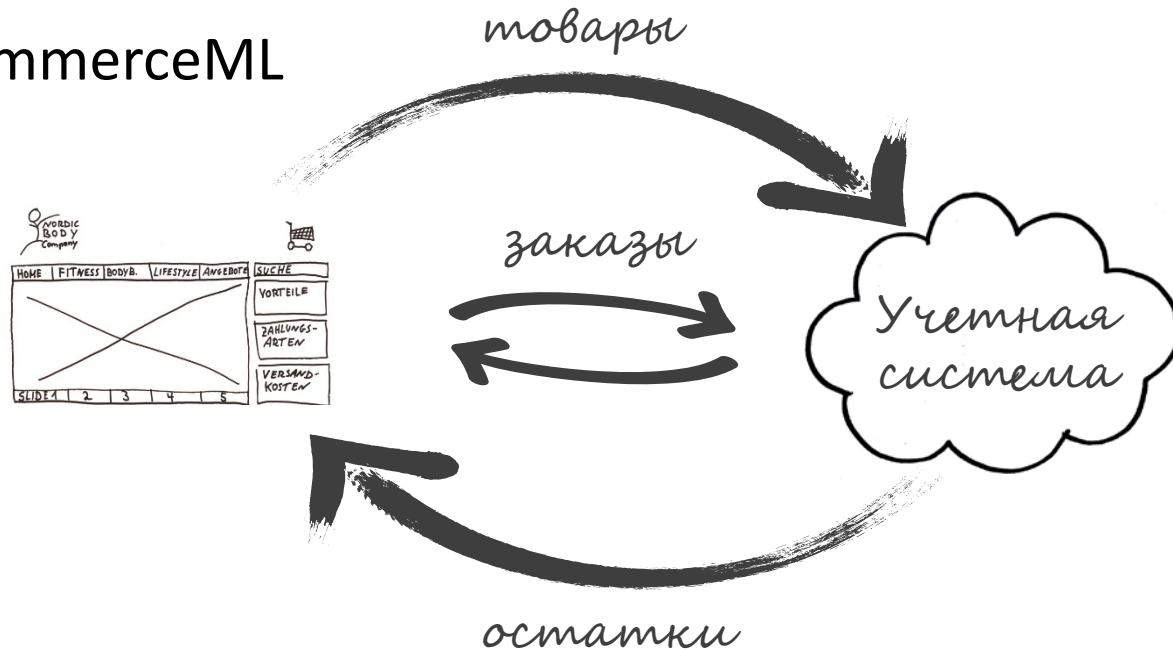 mmerceML
товары
заказы
NORDIC
BODY
Company
HOME FITNESS BODYB. LIFESTYLE ANGEBOTE SUCHE
VORTEILE
ZAHLUNGS-
ARTEN
VERSAND-
KOSTEN
SLIDE1 2 3 4 5
Учетная
система
остатки